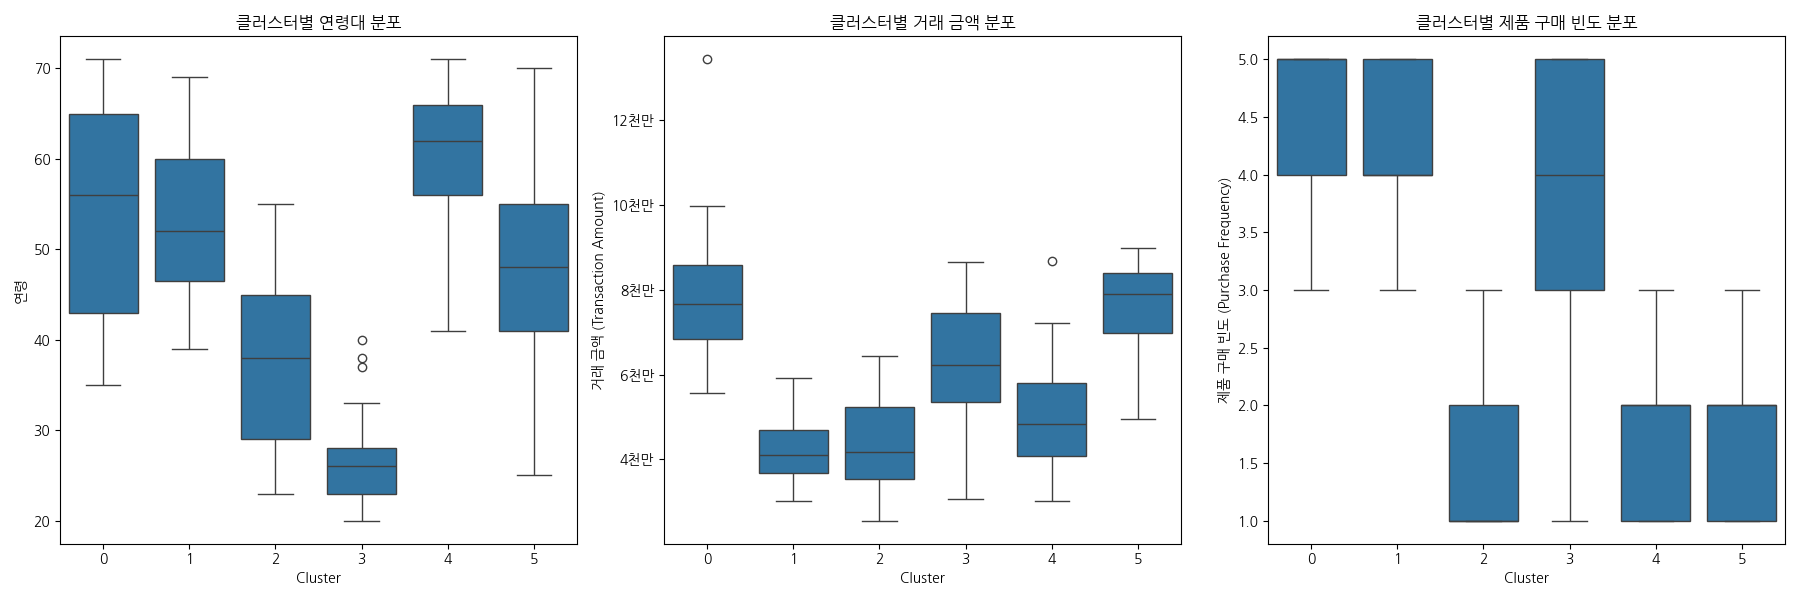 클러스터별 연령대 분포
70
60
50
40
30
20
연령
0 1 2 3 4 5
Cluster
클러스터별 거래 금액 분포
12천만
10천만
8천만
6천만
4천만
거래 금액 (Transaction Amount)
0 1 2 3 4 5
Cluster
클러스터별 제품 구매 빈도 분포
5.0
4.5
4.0
3.5
3.0
2.5
2.0
1.5
1.0
제품 구매 빈도 (Purchase Frequency)
0 1 2 3 4 5
Cluster